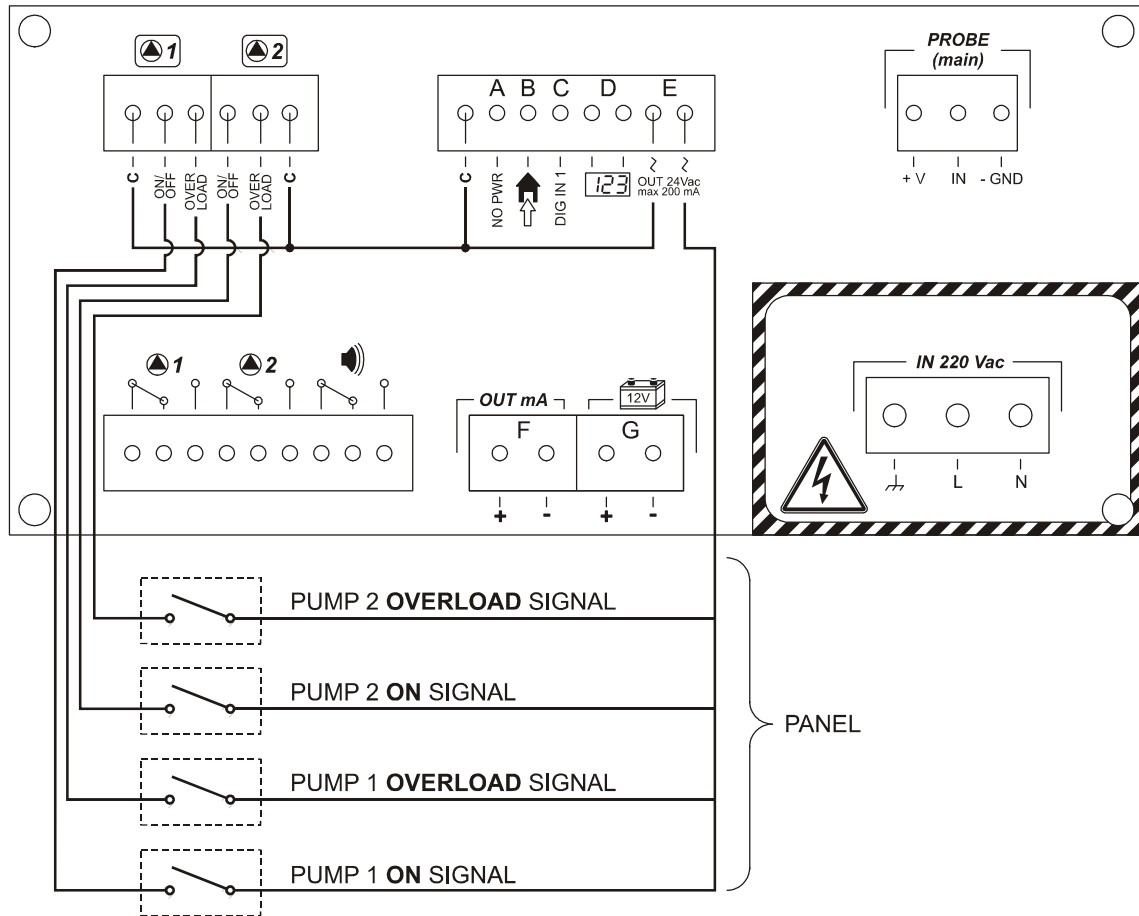 1 2
C ON/OFF OVER LOAD ON/OFF OVER LOAD C
A B C D E
C NO PWR DIG IN 1 123 ~ ~
OUT 24Vac
max 200 mA
PROBE
(main)
+ V IN - GND
1 2
OUT mA 12V
F G
+ - + -
IN 220 Vac
L N
PUMP 2 OVERLOAD SIGNAL
PUMP 2 ON SIGNAL
PUMP 1 OVERLOAD SIGNAL
PUMP 1 ON SIGNAL
PANEL